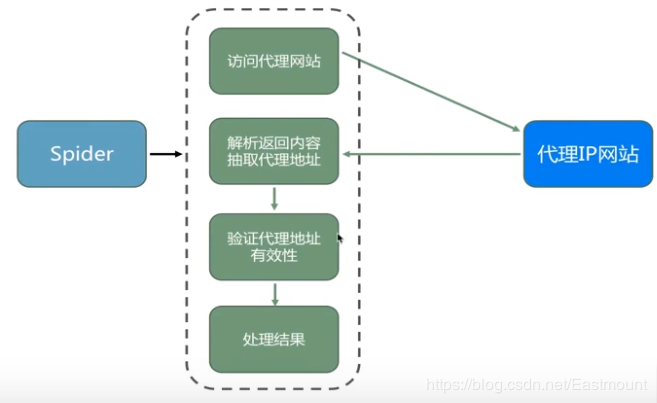 访问代理网站
Spider
解析返回内容
抽取代理地址
代理IP网站
验证代理地址
有效性
处理结果
https://blog.csdn.net/Eastmount